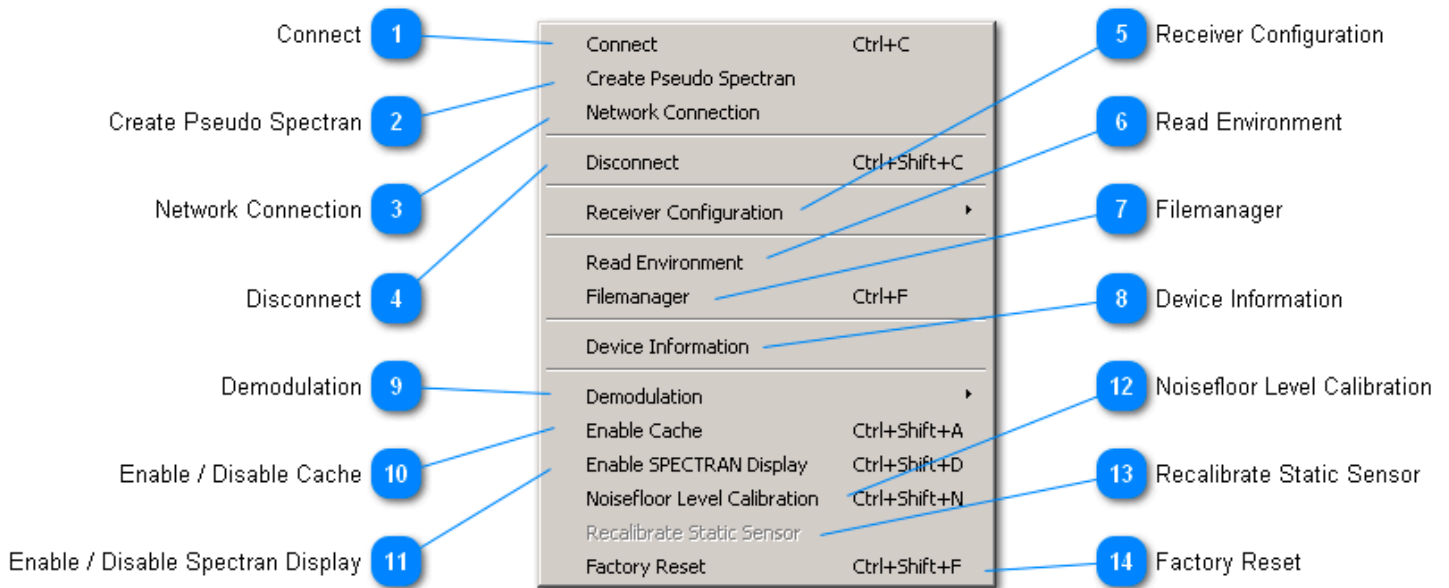 Connect 1
Create Pseudo Spectran 2
Network Connection 3
Disconnect 4
Demodulation 9
Enable / Disable Cache 10
Enable / Disable Spectran Display 11
Connect Ctrl+C
Create Pseudo Spectran
Network Connection
Disconnect Ctrl+Shift+C
Receiver Configuration
Read Environment
Filemanager Ctrl+F
Device Information
Demodulation
Enable Cache Ctrl+Shift+A
Enable SPECTRAN Display Ctrl+Shift+D
Noisefloor Level Calibration Ctrl+Shift+N
Recalibrate Static Sensor
Factory Reset Ctrl+Shift+F
5 Receiver Configuration
6 Read Environment
7 Filemanager
8 Device Information
12 Noisefloor Level Calibration
13 Recalibrate Static Sensor
14 Factory Reset